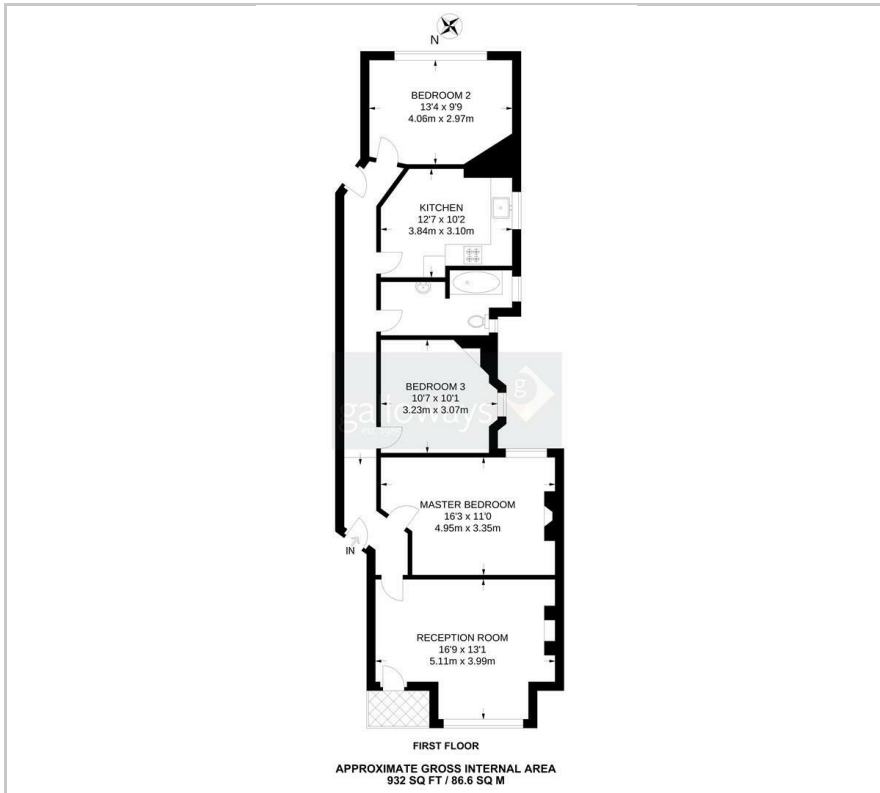 N
BEDROOM 2
13'4 x 9'9
4.06m x 2.97m
KITCHEN
12'7 x 10'2
3.84m x 3.10m
BEDROOM 3
10'7 x 10'1
3.23m x 3.07m
g
galloways
MASTER BEDROOM
16'3 x 11'0
4.95m x 3.35m
IN
RECEPTION ROOM
16'9 x 13'1
5.11m x 3.99m
FIRST FLOOR
APPROXIMATE GROSS INTERNAL AREA
932 SQ FT / 86.6 SQ M